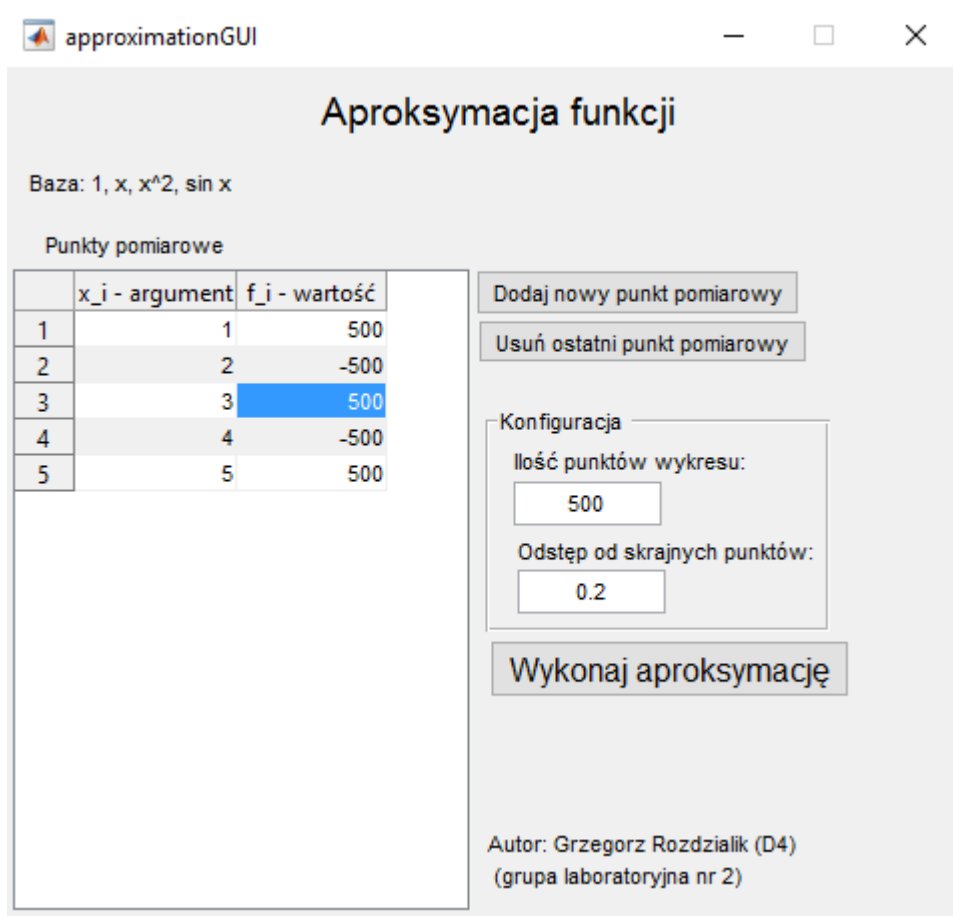 approximationGUI
Aproksymacja funkcji
Baza: 1, x, x^2, sin x
Punkty pomiarowe
x_i - argument f_i - wartość
1 1 500
2 2 -500
3 3 500
4 4 -500
5 5 500
Dodaj nowy punkt pomiarowy
Usuń ostatni punkt pomiarowy
Konfiguracja
Ilość punktów wykresu:
500
Odstęp od skrajnych punktów:
0.2
Wykonaj aproksymację
Autor: Grzegorz Rozdzialik (D4)
(grupa laboratoryjna nr 2)